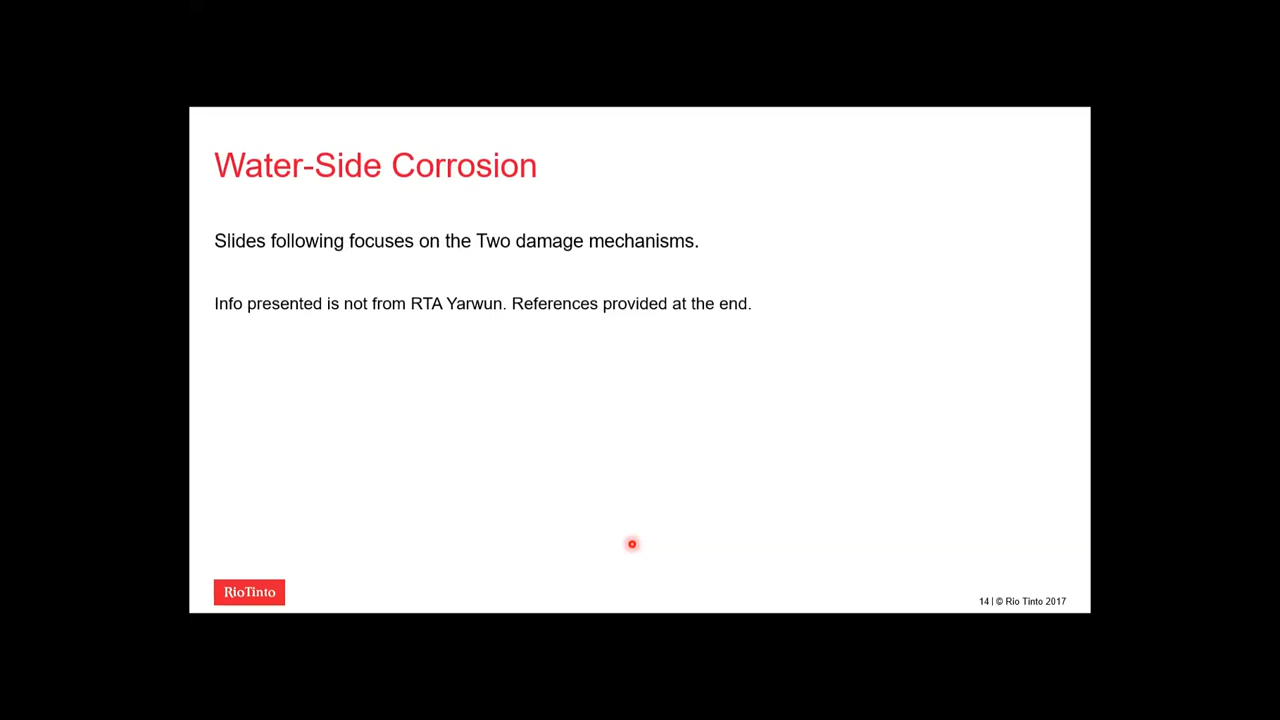 Water-Side Corrosion
Slides following focuses on the Two damage mechanisms.
Info presented is not from RTA Yarwun. References provided at the end.
RioTinto
14 | © Rio Tinto 2017